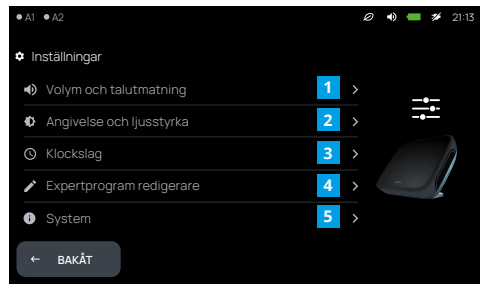 A1 A2 21:13
Inställningar
Volym och talutmatning 1
Angivelse och ljusstyrka 2
Klockslag 3
Expertprogram redigerare 4
System 5
BAKÅT